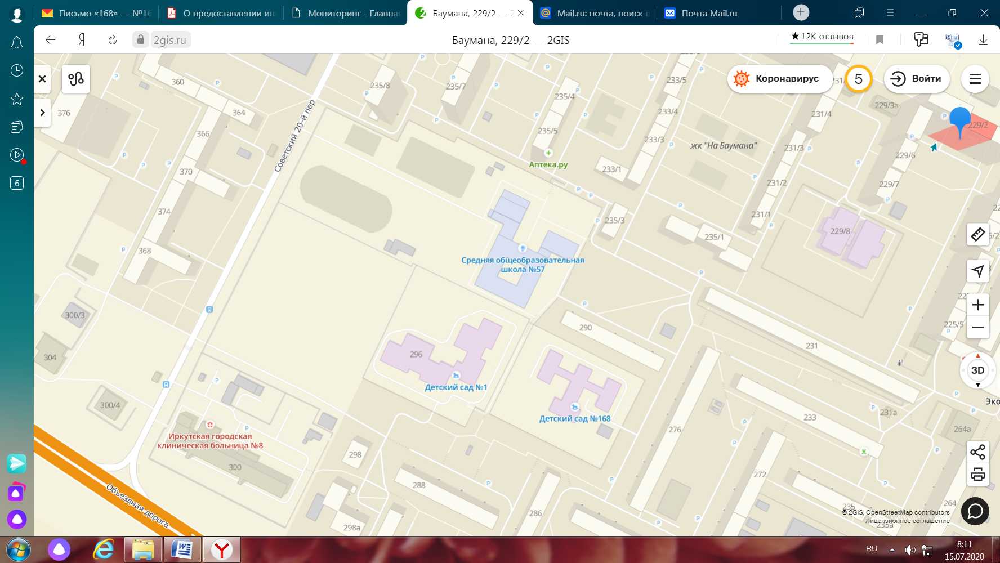 Письмо «168» — №16
О предоставлении ин
Мониторинг - Главна
Баумана, 229/2 — 2
Mail.ru: почта, поиск в
Почта Mail.ru
2gis.ru
Баумана, 229/2 — 2GIS
★12K отзывов
6
Коронавирус
5
Войти
360
376
364
366
370
374
368
235/8
235/7
235/4
235/5
233/5
233/4
233/3
233/1
231/4
231/3
231/2
231/1
229/3а
229/2
229/6
229/7
229/8
235/3
235/1
Советский 20-й пер
жк "На Баумана"
Аптека.ру
Средняя общеобразовательная
школа №57
300/3
304
300/4
296
Детский сад №1
290
231
225/5
Детский сад №168
3D
Эко
231а
233
276
264а
Иркутская городская
клиническая больница №8
300
298
288
286
298а
272
235
264
235а
Объездная дорога
© 2GIS, OpenStreetMap contributors
Лицензионное соглашение
RU
8:11
15.07.2020